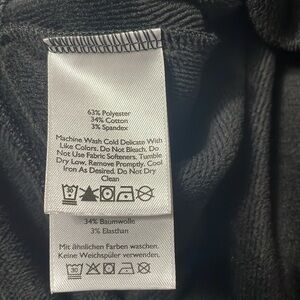 63% Polyester
34% Cotton
3% Spandex
Machine Wash Cold Delicate With
Like Colors. Do Not Bleach. Do
Not Use Fabric Softeners. Tumble
Dry Low, Remove Promptly. Cool
Iron As Desired. Do Not Dry
Clean
34% Baumwolle
3% Elasthan
Mit ähnlichen Farben waschen.
Keine Weichspüler verwenden.
30